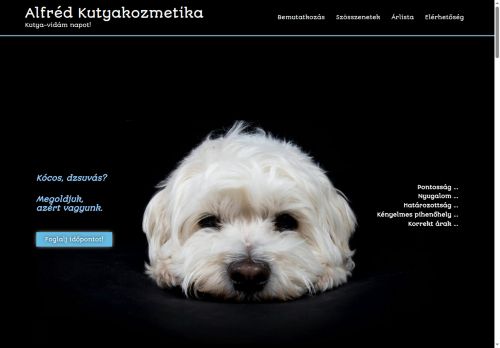 Alfréd Kutyakozmetika
Kutya-vidám napot!
Bemutatkozás Szösszenetek Árlista Elérhetőség
Kócos, dzsuvás?
Megoldjuk,
azért vagyunk.
Foglalj időpontot!
Pontosság ...
Nyugalom ...
Határozottság ...
Kényelmes pihenőhely ...
Korrekt árak ...